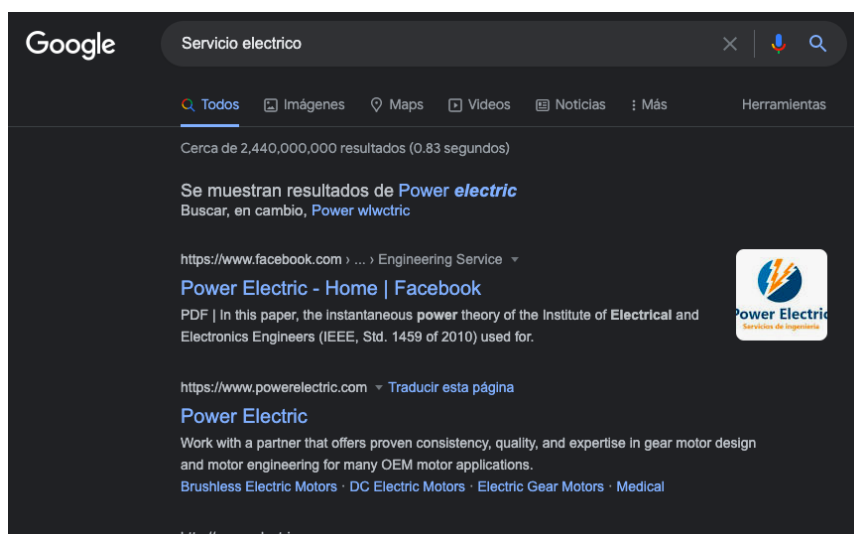 Google
Servicio electrico
Todos Imágenes Maps Videos Noticias Más Herramientas
Cerca de 2,440,000,000 resultados (0.83 segundos)
Se muestran resultados de Power electric
Buscar, en cambio, Power wlwctric
https://www.facebook.com › ... › Engineering Service
Power Electric - Home | Facebook
PDF | In this paper, the instantaneous power theory of the Institute of Electrical and
Electronics Engineers (IEEE, Std. 1459 of 2010) used for.
Power Electric
Servicios de ingeniería
https://www.powerelectric.com Traducir esta página
Power Electric
Work with a partner that offers proven consistency, quality, and expertise in gear motor design
and motor engineering for many OEM motor applications.
Brushless Electric Motors · DC Electric Motors · Electric Gear Motors · Medical